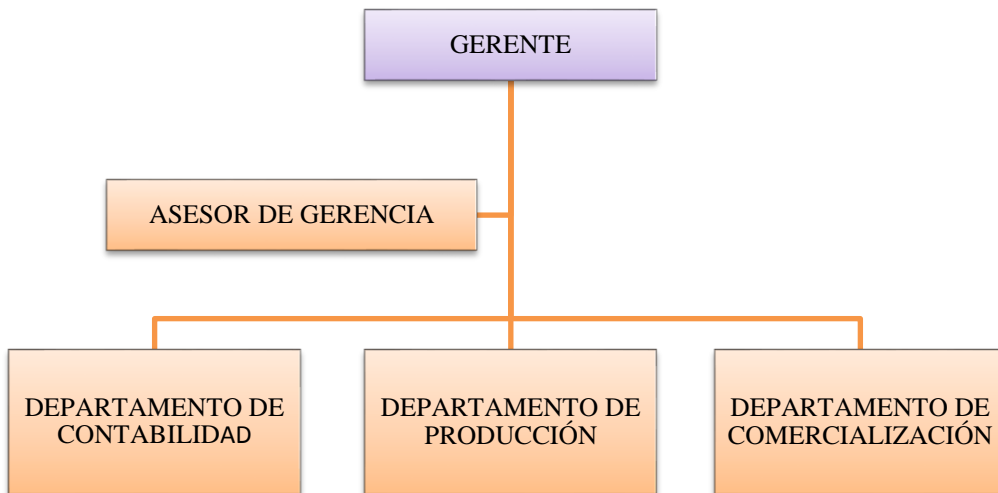 GERENTE
ASESOR DE GERENCIA
DEPARTAMENTO DE
CONTABILIDAD
DEPARTAMENTO DE
PRODUCCIÓN
DEPARTAMENTO DE
COMERCIALIZACIÓN